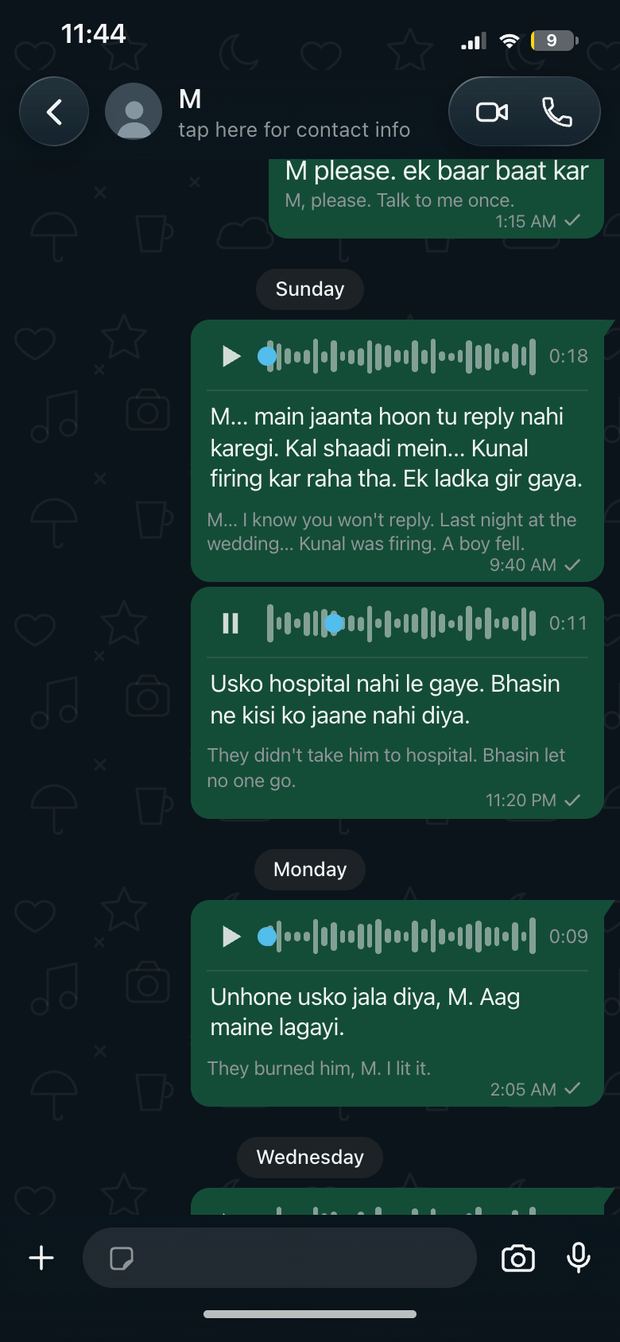 11:44
9
M
tap here for contact info
M please. ek baar baat kar
M, please. Talk to me once.
1:15 AM
Sunday
0:18
M... main jaanta hoon tu reply nahi
karegi. Kal shaadi mein... Kunal
firing kar raha tha. Ek ladka gir gaya.
M... I know you won't reply. Last night at the
wedding... Kunal was firing. A boy fell.
9:40 AM
0:11
Usko hospital nahi le gaye. Bhasin
ne kisi ko jaane nahi diya.
They didn't take him to hospital. Bhasin let
no one go.
11:20 PM
Monday
0:09
Unhone usko jala diya, M. Aag
maine lagayi.
They burned him, M. I lit it.
2:05 AM
Wednesday